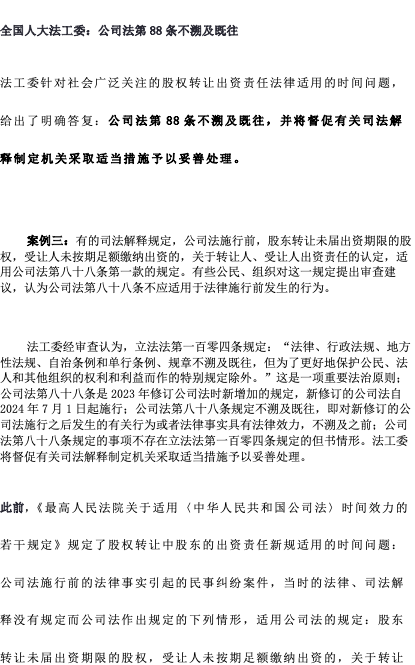 全国人大法工委：公司法第 88 条不溯及既往
法工委针对社会广泛关注的股权转让出资责任法律适用的时间问题，
给出了明确答复：公司法第 88 条不溯及既往，并将督促有关司法解
释制定机关采取适当措施予以妥善处理。
案例三：有的司法解释规定，公司法施行前，股东转让未届出资期限的股
权，受让人未按期足额缴纳出资的，关于转让人、受让人出资责任的认定，适
用公司法第八十八条第一款的规定。有些公民、组织对这一规定提出审查建
议，认为公司法第八十八条不应适用于法律施行前发生的行为。
法工委经审查认为，立法法第一百零四条规定：“法律、行政法规、地方
性法规、自治条例和单行条例、规章不溯及既往，但为了更好地保护公民、法
人和其他组织的权利和利益而作的特别规定除外。”这是一项重要法治原则；
公司法第八十八条是 2023 年修订公司法时新增加的规定，新修订的公司法自
2024 年 7 月 1 日起施行；公司法第八十八条规定不溯及既往，即对新修订的公
司法施行之后发生的有关行为或者法律事实具有法律效力，不溯及之前；公司
法第八十八条规定的事项不存在立法法第一百零四条规定的但书情形。法工委
将督促有关司法解释制定机关采取适当措施予以妥善处理。
此前，《最高人民法院关于适用〈中华人民共和国公司法〉时间效力的
若干规定》规定了股权转让中股东的出资责任新规适用的时间问题：
公司法施行前的法律事实引起的民事纠纷案件，当时的法律、司法解
释没有规定而公司法作出规定的下列情形，适用公司法的规定：股东
转让未届出资期限的股权，受让人未按期足额缴纳出资的，关于转让